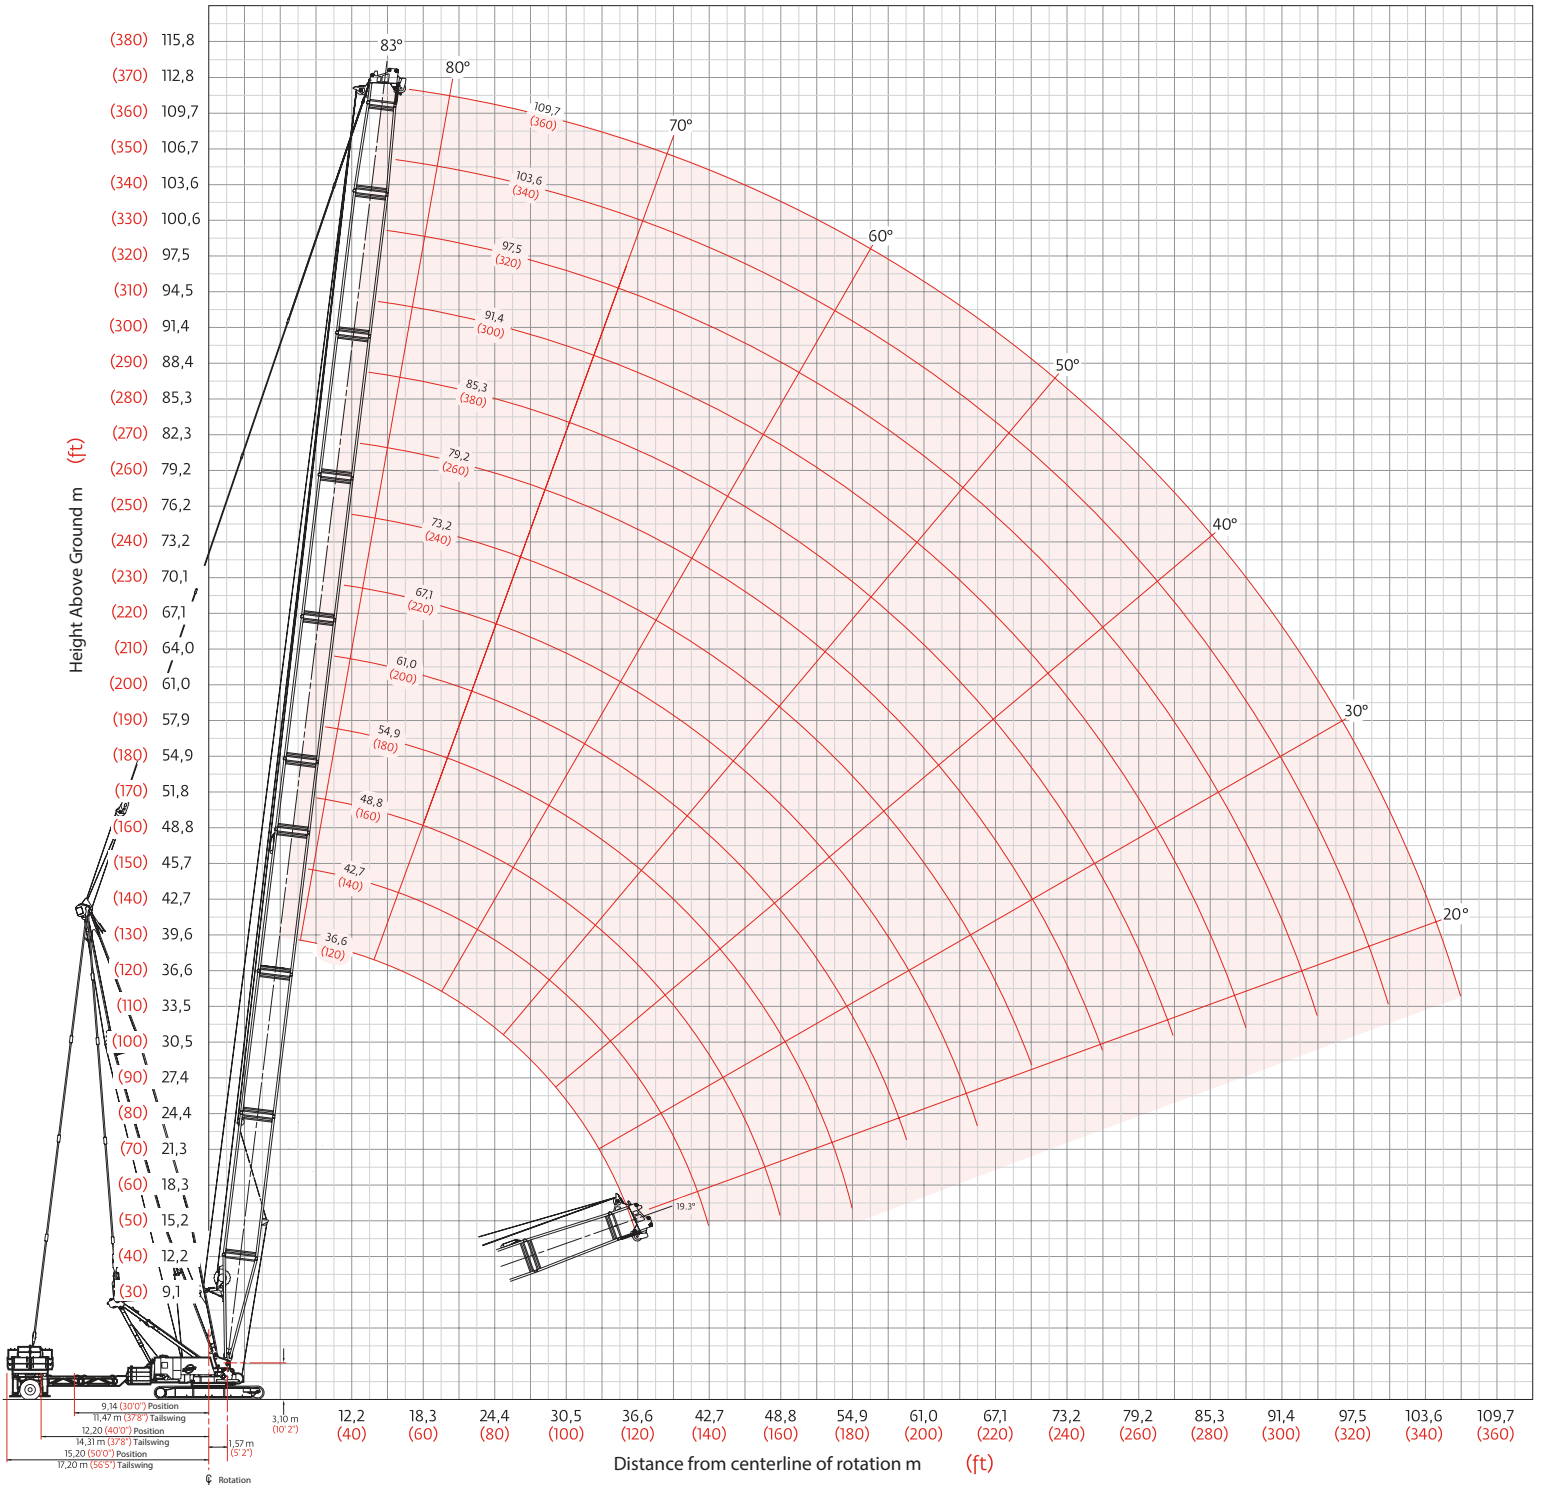 83º
80º
70º
60º
50º
40º
30º
20º
19.3º
109,7
(360)
103,6
(340)
97,5
(320)
91,4
(300)
85,3
(380)
79,2
(260)
73,2
(240)
67,1
(220)
61,0
(200)
54,9
(180)
48,8
(160)
42,7
(140)
36,6
(120)
Height Above Ground m (ft)
(380) 115,8
(370) 112,8
(360) 109,7
(350) 106,7
(340) 103,6
(330) 100,6
(320) 97,5
(310) 94,5
(300) 91,4
(290) 88,4
(280) 85,3
(270) 82,3
(260) 79,2
(250) 76,2
(240) 73,2
(230) 70,1
(220) 67,1
(210) 64,0
(200) 61,0
(190) 57,9
(180) 54,9
(170) 51,8
(160) 48,8
(150) 45,7
(140) 42,7
(130) 39,6
(120) 36,6
(110) 33,5
(100) 30,5
(90) 27,4
(80) 24,4
(70) 21,3
(60) 18,3
(50) 15,2
(40) 12,2
(30) 9,1
9,14 (30'0") Position
11,47 m (37'8") Tailswing
12,20 (40'0") Position
14,31 m (37'8") Tailswing
15,20 (50'0") Position
17,20 m (56'5") Tailswing
3,10 m
(10' 2")
1,57 m
(5' 2")
℄ Rotation
12,2 18,3 24,4 30,5 36,6 42,7 48,8 54,9 61,0 67,1 73,2 79,2 85,3 91,4 97,5 103,6 109,7
(40) (60) (80) (100) (120) (140) (160) (180) (200) (220) (240) (260) (280) (300) (320) (340) (360)
Distance from centerline of rotation m (ft)